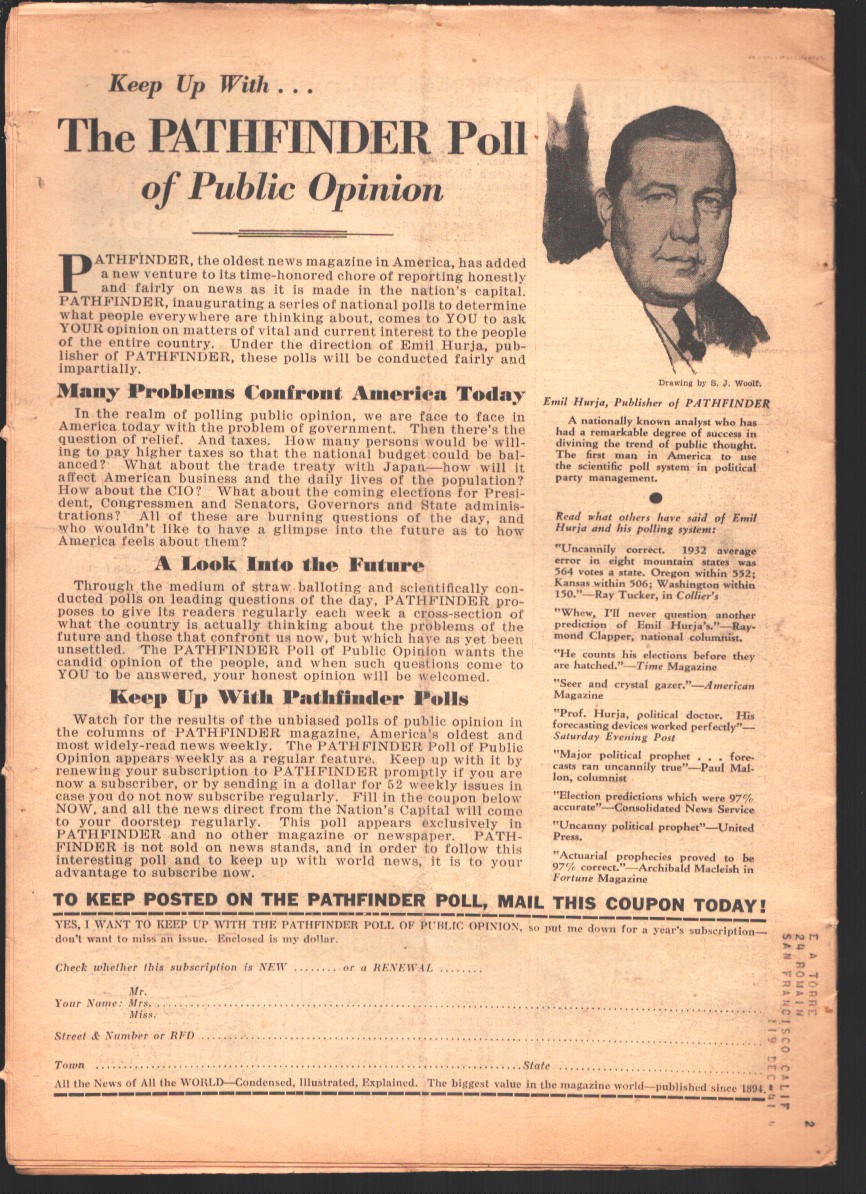 Keep Up With . . .
The PATHFINDER Poll
of Public Opinion
PATHFINDER, the oldest news magazine in America, has added
a new venture to its time-honored chore of reporting honestly
and fairly on news as it is made in the nation's capital.
PATHFINDER, inaugurating a series of national polls to determine
what people everywhere are thinking about, comes to YOU to ask
YOUR opinion on matters of vital and current interest to the people
of the entire country. Under the direction of Emil Hurja, pub-
lisher of PATHFINDER, these polls will be conducted fairly and
impartially.
Many Problems Confront America Today
In the realm of polling public opinion, we are face to face in
America today with the problem of government. Then there's the
question of relief. And taxes. How many persons would be will-
ing to pay higher taxes so that the national budget could be bal-
anced? What about the trade treaty with Japan—how will it
affect American business and the daily lives of the population?
How about the CIO? What about the coming elections for Presi-
dent, Congressmen and Senators, Governors and State adminis-
trations? All of these are burning questions of the day, and
who wouldn't like to have a glimpse into the future as to how
America feels about them?
A Look Into the Future
Through the medium of straw balloting and scientifically con-
ducted polls on leading questions of the day, PATHFINDER pro-
poses to give its readers regularly each week a cross-section of
what the country is actually thinking about the problems of the
future and those that confront us now, but which have as yet been
unsettled. The PATHFINDER Poll of Public Opinion wants the
candid opinion of the people, and when such questions come to
YOU to be answered, your honest opinion will be welcomed.
Keep Up With Pathfinder Polls
Watch for the results of the unbiased polls of public opinion in
the columns of PATHFINDER magazine, America's oldest and
most widely-read news weekly. The PATHFINDER Poll of Public
Opinion appears weekly as a regular feature. Keep up with it by
renewing your subscription to PATHFINDER promptly if you are
now a subscriber, or by sending in a dollar for 52 weekly issues in
case you do not now subscribe regularly. Fill in the coupon below
NOW, and all the news direct from the Nation's Capital will come
to your doorstep regularly. This poll appears exclusively in
PATHFINDER and no other magazine or newspaper. PATH-
FINDER is not sold on news stands, and in order to follow this
interesting poll and to keep up with world news, it is to your
advantage to subscribe now.
Drawing by S. J. Woolf.
Emil Hurja, Publisher of PATHFINDER
A nationally known analyst who has
had a remarkable degree of success in
divining the trend of public thought.
The first man in America to use
the scientific poll system in political
party management.
Read what others have said of Emil
Hurja and his polling system:
"Uncannily correct. 1932 average
error in eight mountain states was
564 votes a state. Oregon within 552;
Kansas within 506; Washington within
150."—Ray Tucker, in Collier's
"Whew, I'll never question another
prediction of Emil Hurja's."—Ray-
mond Clapper, national columnist.
"He counts his elections before they
are hatched."—Time Magazine
"Seer and crystal gazer."—American
Magazine
"Prof. Hurja, political doctor. His
forecasting devices worked perfectly"—
Saturday Evening Post
"Major political prophet . . . fore-
casts ran uncannily true"—Paul Mal-
lon, columnist
"Election predictions which were 97%
accurate"—Consolidated News Service
"Uncanny political prophet"—United
Press.
"Actuarial prophecies proved to be
97% correct."—Archibald Macleish in
Fortune Magazine
TO KEEP POSTED ON THE PATHFINDER POLL, MAIL THIS COUPON TODAY!
YES, I WANT TO KEEP UP WITH THE PATHFINDER POLL OF PUBLIC OPINION, so put me down for a year's subscription—
don't want to miss an issue. Enclosed is my dollar.
Check whether this subscription is NEW ........ or a RENEWAL ........
Mr.
Your Name: Mrs.
Miss.
Street & Number or RFD
Town State
All the News of All the WORLD—Condensed, Illustrated, Explained. The biggest value in the magazine world—published since 1894.
E A TORRE
24 ROMAIN
SAN FRANCISCO CALIF
119 DEC 41
2